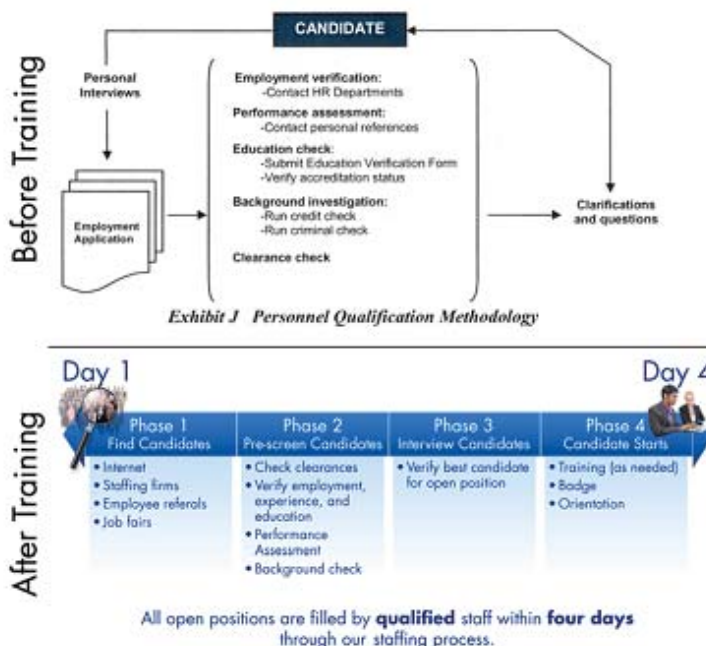 Before Training
CANDIDATE
Personal
Interviews
Employment
Application
Employment verification:
-Contact HR Departments
Performance assessment:
-Contact personal references
Education check:
-Submit Education Verification Form
-Verify accreditation status
Background investigation:
-Run credit check
-Run criminal check
Clearance check
Clarifications
and questions
Exhibit J Personnel Qualification Methodology
After Training
Day 1
Day 4
Phase 1
Find Candidates
• Internet
• Staffing firms
• Employee referals
• Job fairs
Phase 2
Pre-screen Candidates
• Check clearances
• Verify employment,
experience, and
education
• Performance
Assessment
• Background check
Phase 3
Interview Candidates
• Verify best candidate
for open position
Phase 4
Candidate Starts
• Training (as needed)
• Badge
• Orientation
All open positions are filled by qualified staff within four days
through our staffing process.